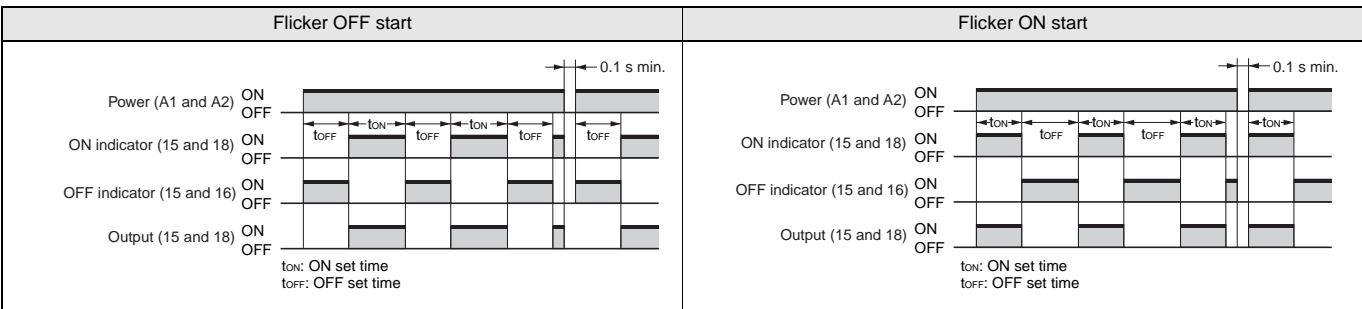 Flicker OFF start
0.1 s min.
Power (A1 and A2) ON
OFF
tOFF tON tOFF tON tOFF tOFF
ON indicator (15 and 18) ON
OFF
OFF indicator (15 and 16) ON
OFF
Output (15 and 18) ON
OFF
tON: ON set time
tOFF: OFF set time
Flicker ON start
0.1 s min.
Power (A1 and A2) ON
OFF
tON tOFF tON tOFF tON tON
ON indicator (15 and 18) ON
OFF
OFF indicator (15 and 16) ON
OFF
Output (15 and 18) ON
OFF
tON: ON set time
tOFF: OFF set time